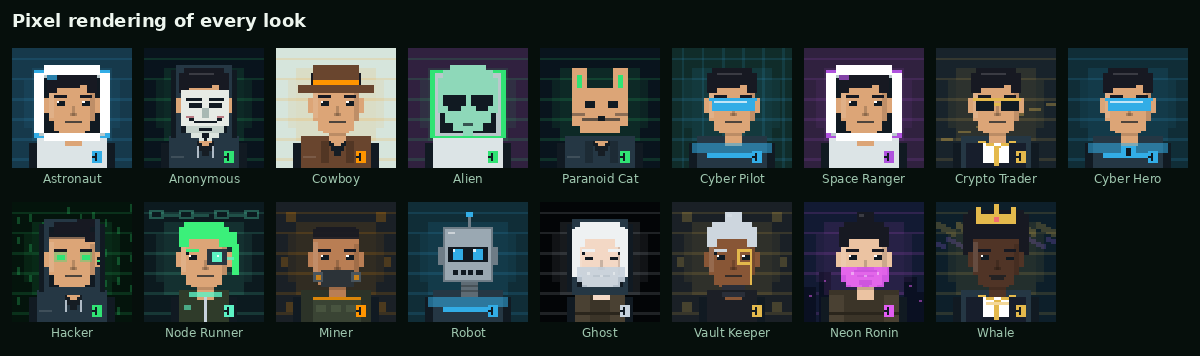 Pixel rendering of every look
Astronaut Anonymous Cowboy Alien Paranoid Cat Cyber Pilot Space Ranger Crypto Trader Cyber Hero
Hacker Node Runner Miner Robot Ghost Vault Keeper Neon Ronin Whale